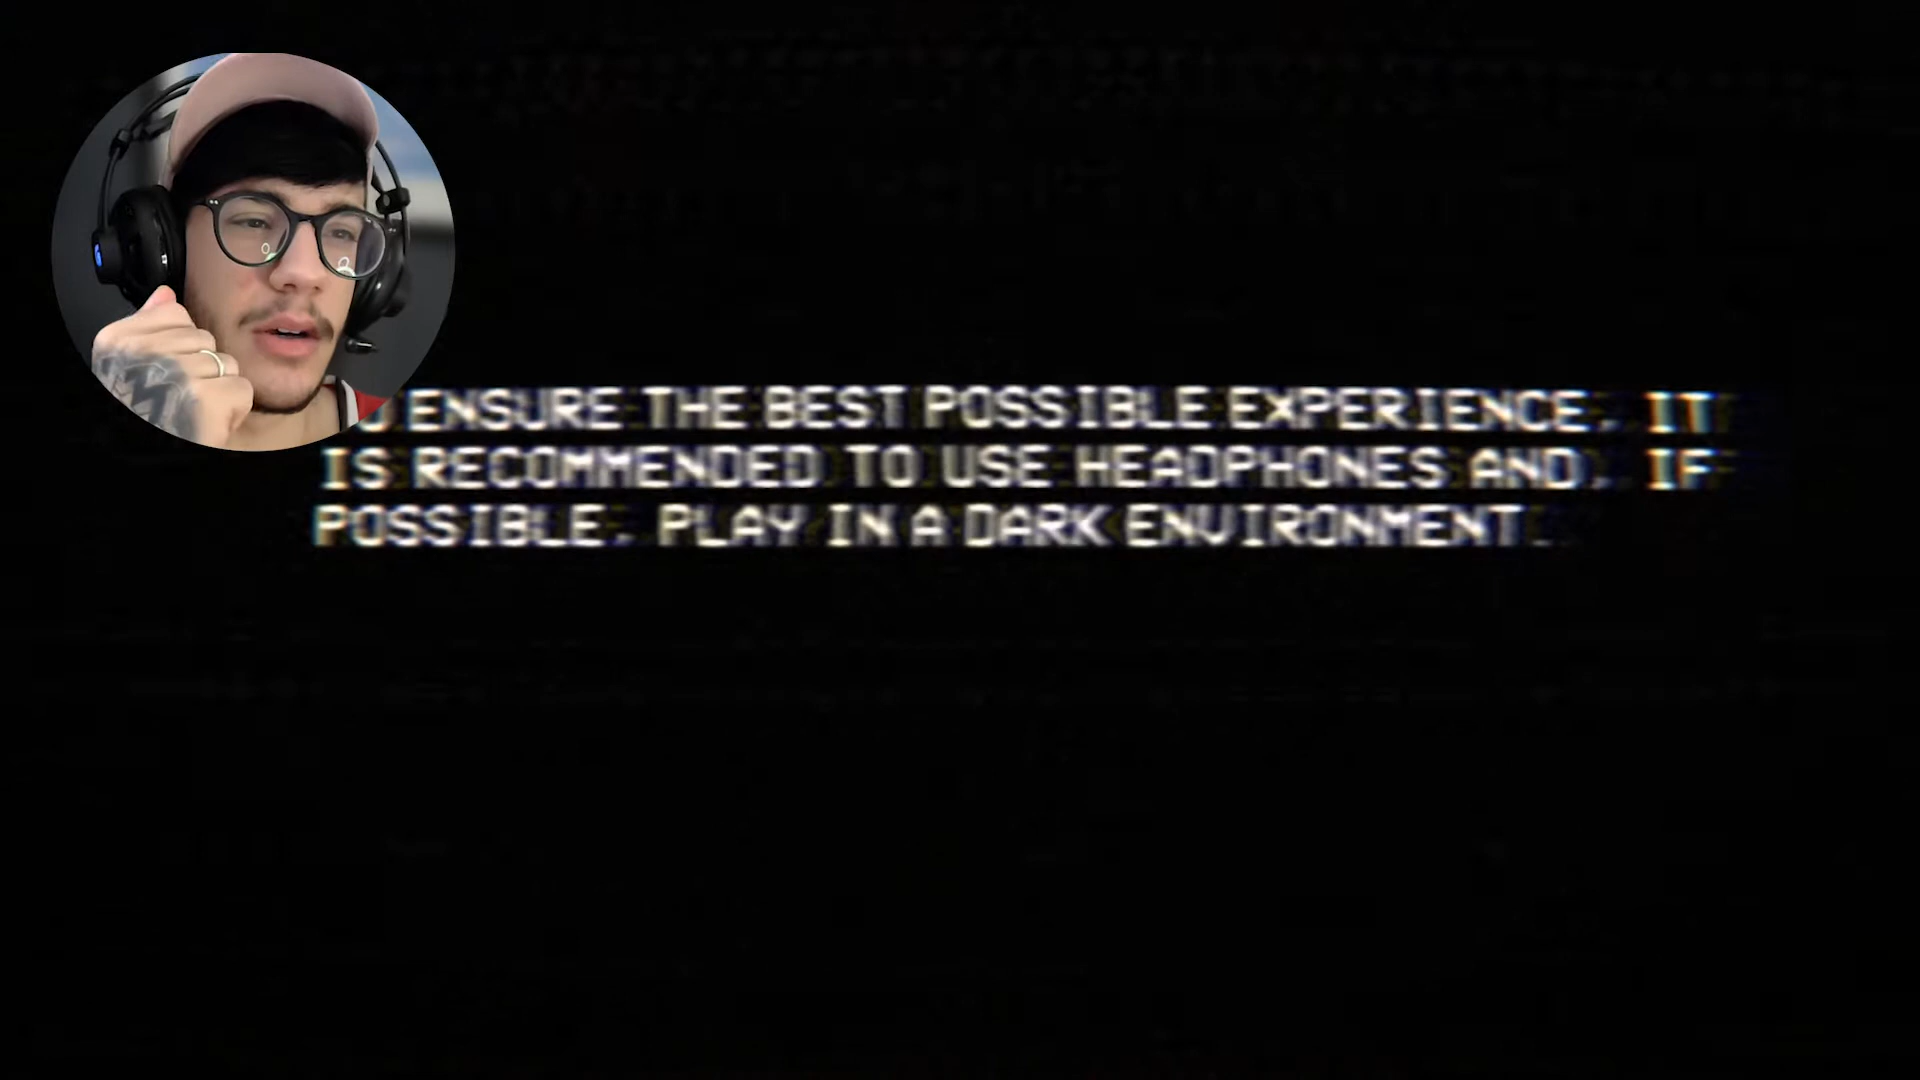 ENSURE THE BEST POSSIBLE EXPERIENCE, IT
IS RECOMMENDED TO USE HEADPHONES AND, IF
POSSIBLE, PLAY IN A DARK ENVIRONMENT.